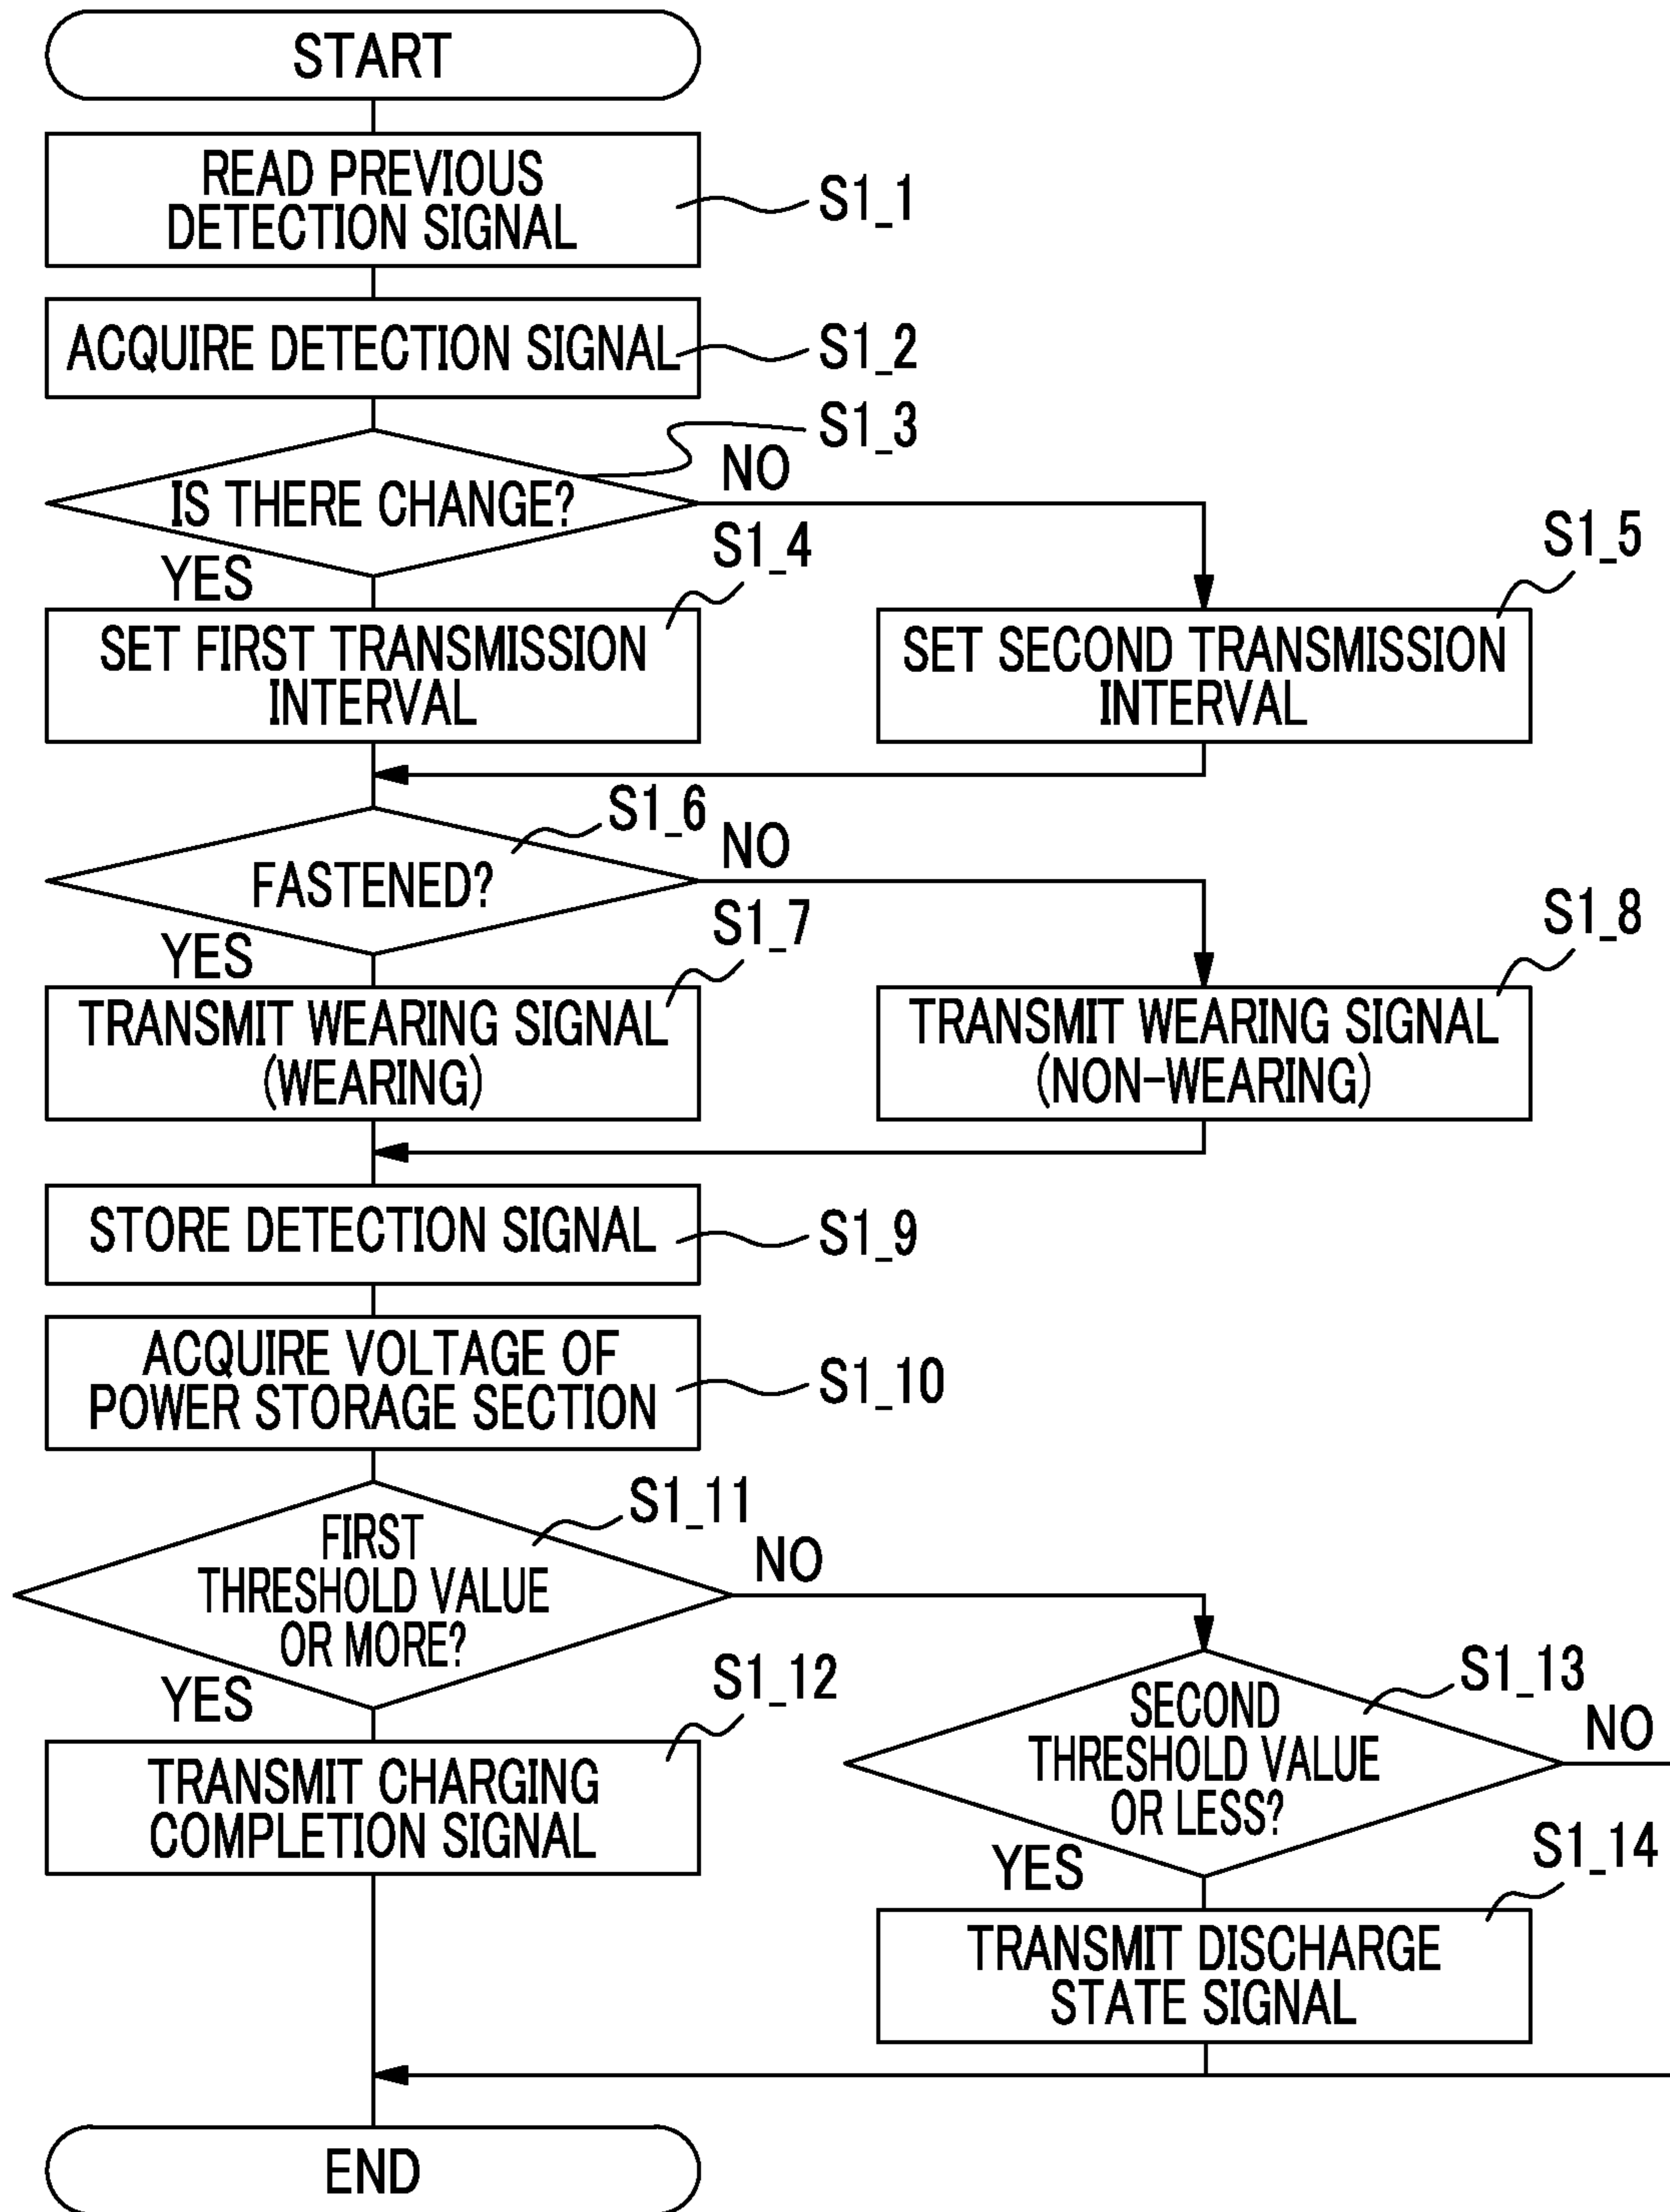 START
READ PREVIOUS
DETECTION SIGNAL
S1_1
ACQUIRE DETECTION SIGNAL
S1_2
S1_3
IS THERE CHANGE?
NO
YES
S1_4
S1_5
SET FIRST TRANSMISSION
INTERVAL
SET SECOND TRANSMISSION
INTERVAL
S1_6
FASTENED?
NO
YES
S1_7
S1_8
TRANSMIT WEARING SIGNAL
(WEARING)
TRANSMIT WEARING SIGNAL
(NON-WEARING)
STORE DETECTION SIGNAL
S1_9
ACQUIRE VOLTAGE OF
POWER STORAGE SECTION
S1_10
S1_11
FIRST
THRESHOLD VALUE
OR MORE?
NO
YES
S1_12
TRANSMIT CHARGING
COMPLETION SIGNAL
S1_13
SECOND
THRESHOLD VALUE
OR LESS?
NO
YES
S1_14
TRANSMIT DISCHARGE
STATE SIGNAL
END